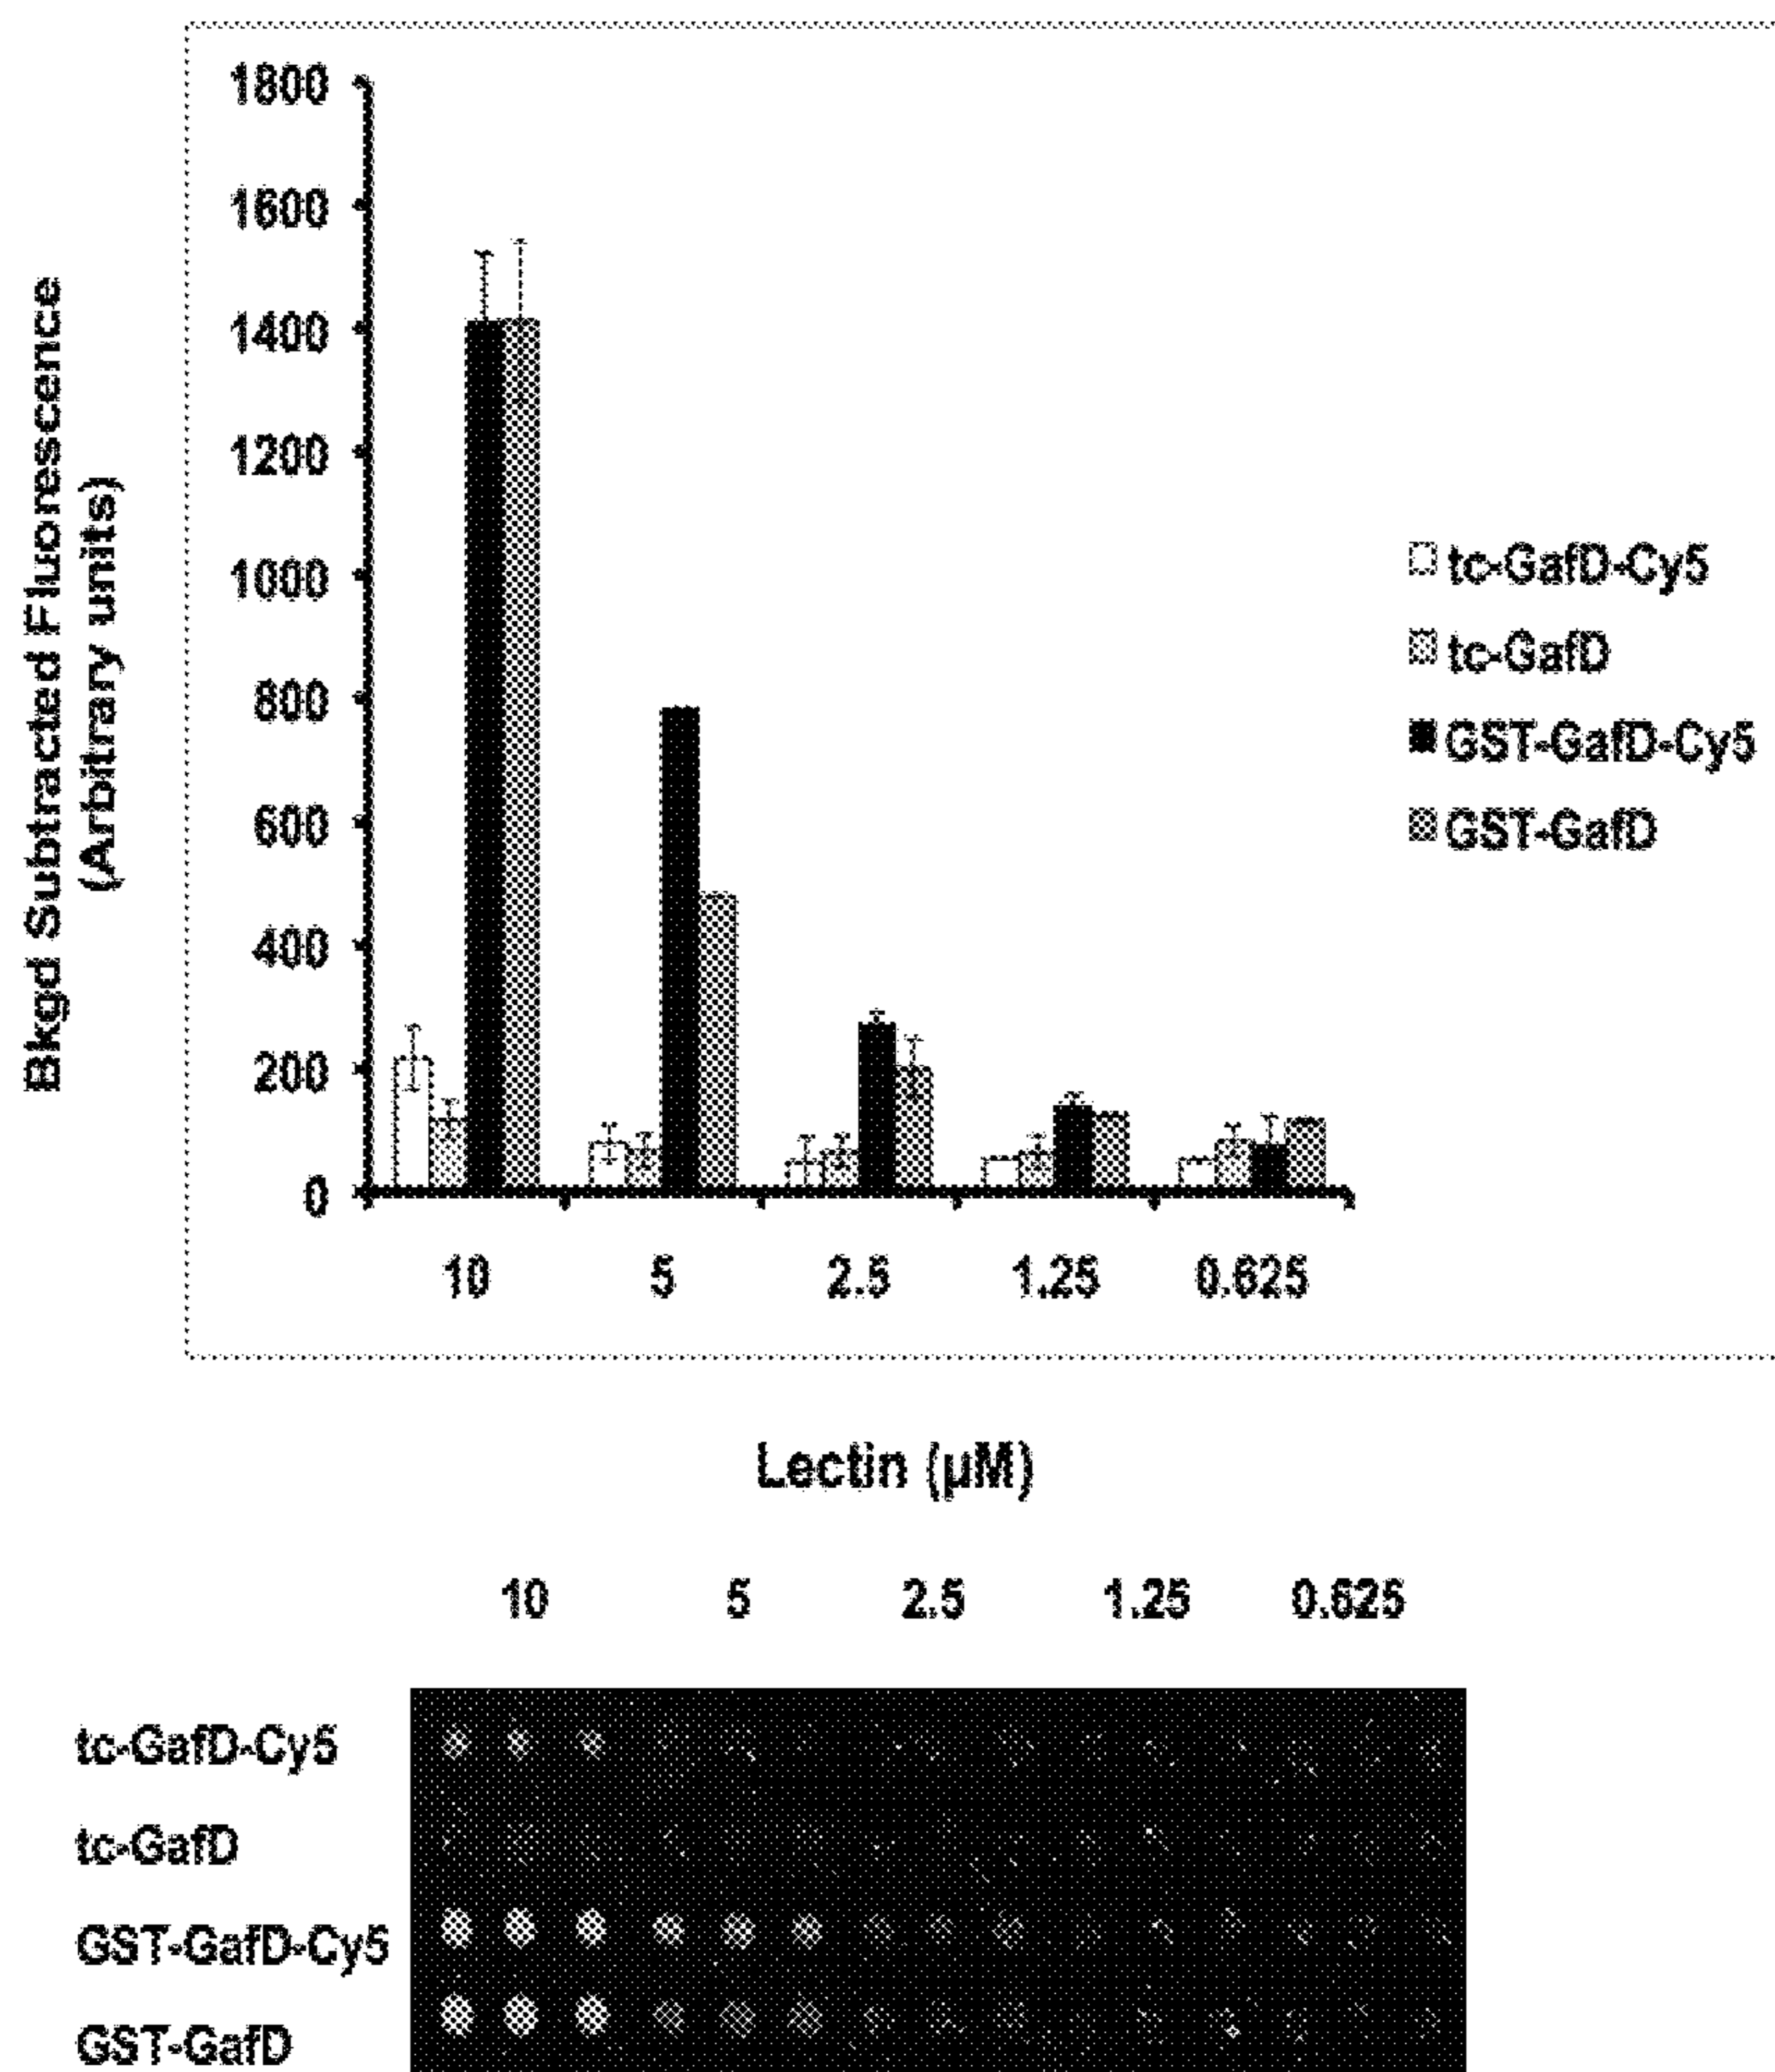 Bkgd Subtracted Fluorescence
(Arbitrary units)
1800
1600
1400
1200
1000
800
600
400
200
0
10 5 2.5 1.25 0.625
tc-GafD-Cy5
tc-GafD
GST-GafD-Cy5
GST-GafD
Lectin (µM)
10 5 2.5 1.25 0.625
tc-GafD-Cy5
tc-GafD
GST-GafD-Cy5
GST-GafD